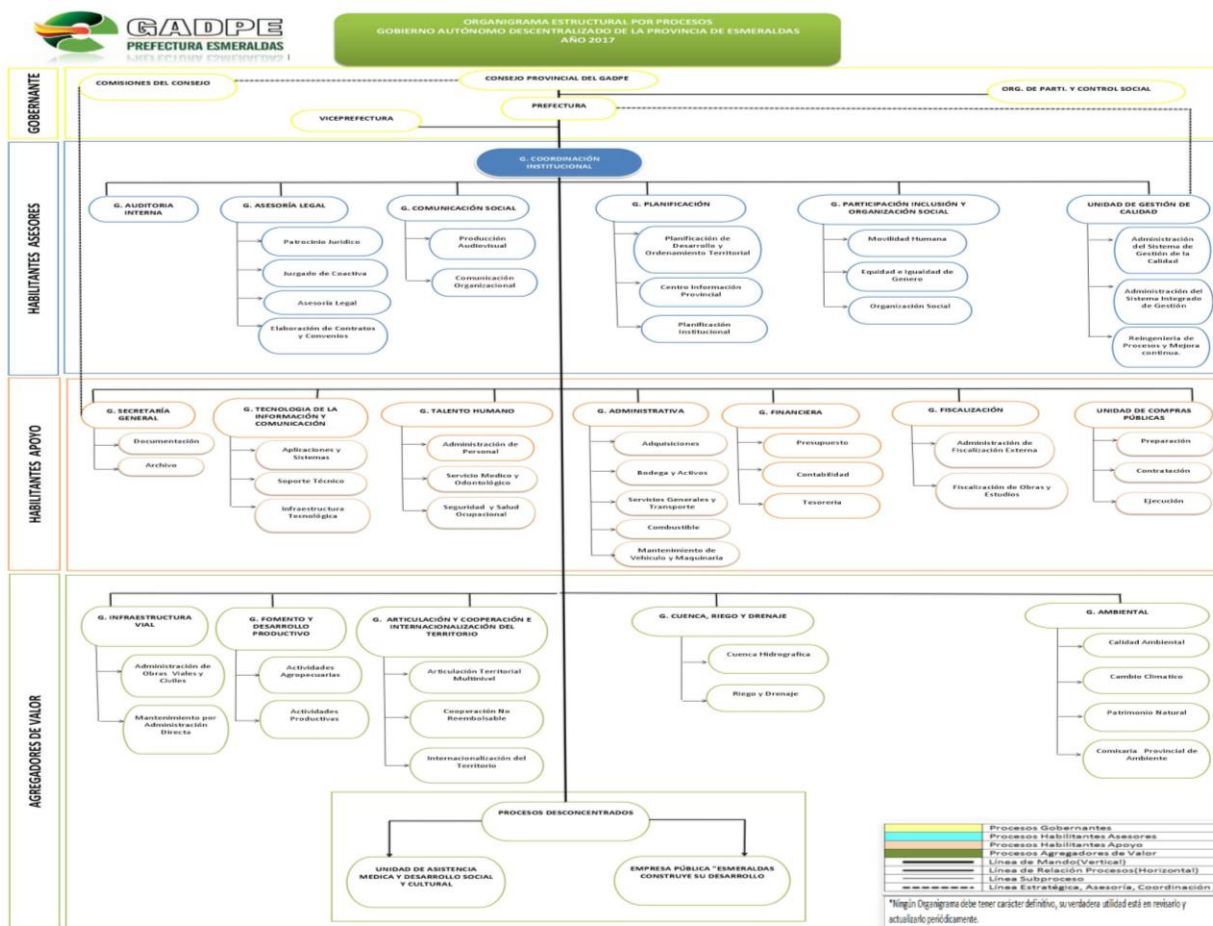 GADPE
PREFECTURA ESMERALDAS
ORGANIGRAMA ESTRUCTURAL POR PROCESOS
GOBIERNO AUTÓNOMO DESCENTRALIZADO DE LA PROVINCIA DE ESMERALDAS
AÑO 2017
GOBERNANTE
COMISIONES DEL CONSEJO
CONSEJO PROVINCIAL DEL GADPE
ORG. DE PARTI. Y CONTROL SOCIAL
PREFECTURA
VICEPREFECTURA
HABILITANTES ASESORES
G. COORDINACIÓN
INSTITUCIONAL
G. AUDITORIA
INTERNA
G. ASESORÍA LEGAL
Patrocinio Jurídico
Jurgado de Coactiva
Asesoría Legal
Elaboración de Contratos
y Convenios
G. COMUNICACIÓN SOCIAL
Producción
Audiovisual
Comunicación
Organizacional
G. PLANIFICACIÓN
Planificación de
Desarrollo y
Ordenamiento Territorial
Centro Información
Provincial
Planificación
Institucional
G. PARTICIPACIÓN INCLUSIÓN Y
ORGANIZACIÓN SOCIAL
Movilidad Humana
Equidad e Igualdad de
Genero
Organización Social
UNIDAD DE GESTIÓN DE
CALIDAD
Administración
del Sistema de
Gestión de la
Calidad
Administración del
Sistema Integrado
de Gestión
Reingeniería de
Procesos y Mejora
continua.
HABILITANTES APOYO
G. SECRETARÍA
GENERAL
Documentación
Archivo
G. TECNOLOGIA DE LA
INFORMACIÓN Y
COMUNICACIÓN
Aplicaciones y
Sistemas
Soporte Técnico
Infraestructura
Tecnológica
G. TALENTO HUMANO
Administración de
Personal
Servicio Medico y
Odontológico
Seguridad y Salud
Ocupacional
G. ADMINISTRATIVA
Adquisiciones
Bodega y Activos
Servicios Generales y
Transporte
Combustible
Mantenimiento de
Vehículo y Maquinaria
G. FINANCIERA
Presupuesto
Contabilidad
Tesoreria
G. FISCALIZACIÓN
Administración de
Fiscalización Externa
Fiscalización de Obras y
Estudios
UNIDAD DE COMPRAS
PÚBLICAS
Preparación
Contratación
Ejecución
AGREGADORES DE VALOR
G. INFRAESTRUCTURA
VIAL
Administración de
Obras Viales y
Civiles
Mantenimiento por
Administración
Directa
G. FOMENTO Y
DESARROLLO
PRODUCTIVO
Actividades
Agropecuarias
Actividades
Productivas
G. ARTICULACIÓN Y COOPERACIÓN E
INTERNACIONALIZACIÓN DEL
TERRITORIO
Articulación Territorial
Multinivel
Cooperación No
Reembolsable
Internacionalización del
Territorio
G. CUENCA, RIEGO Y DRENAJE
Cuenca Hidrografica
Riego y Drenaje
G. AMBIENTAL
Calidad Ambiental
Cambio Climatico
Patrimonio Natural
Comisaría Provincial de
Ambiente
PROCESOS DESCONCENTRADOS
UNIDAD DE ASISTENCIA
MEDICA Y DESARROLLO SOCIAL
Y CULTURAL
EMPRESA PÚBLICA "ESMERALDAS
CONSTRUYE SU DESARROLLO
Procesos Gobernantes
Procesos Habilitantes Asesores
Procesos Habilitantes Apoyo
Procesos Agregadores de Valor
Línea de Mando(Vertical)
Línea de Relación Procesos(Horizontal)
Línea Subproceso
Línea Estratégica, Asesoría, Coordinación
*Ningún Organigrama debe tener carácter definitivo, su verdadera utilidad está en revisarlo y
actualizarlo periódicamente.